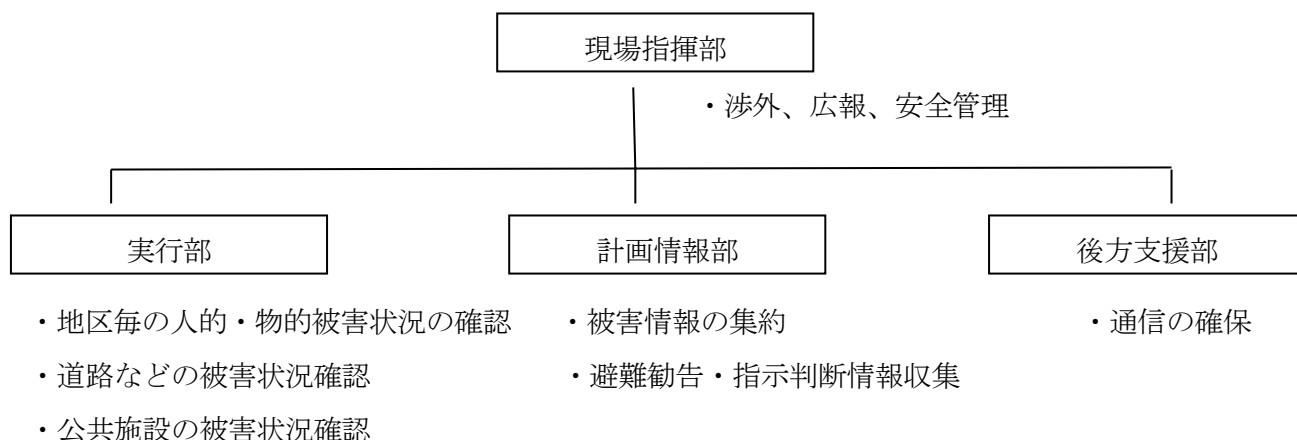 現場指揮部
・渉外、広報、安全管理
実行部
計画情報部
後方支援部
・地区毎の人的・物的被害状況の確認
・道路などの被害状況確認
・公共施設の被害状況確認
・被害情報の集約
・避難勧告・指示判断情報収集
・通信の確保